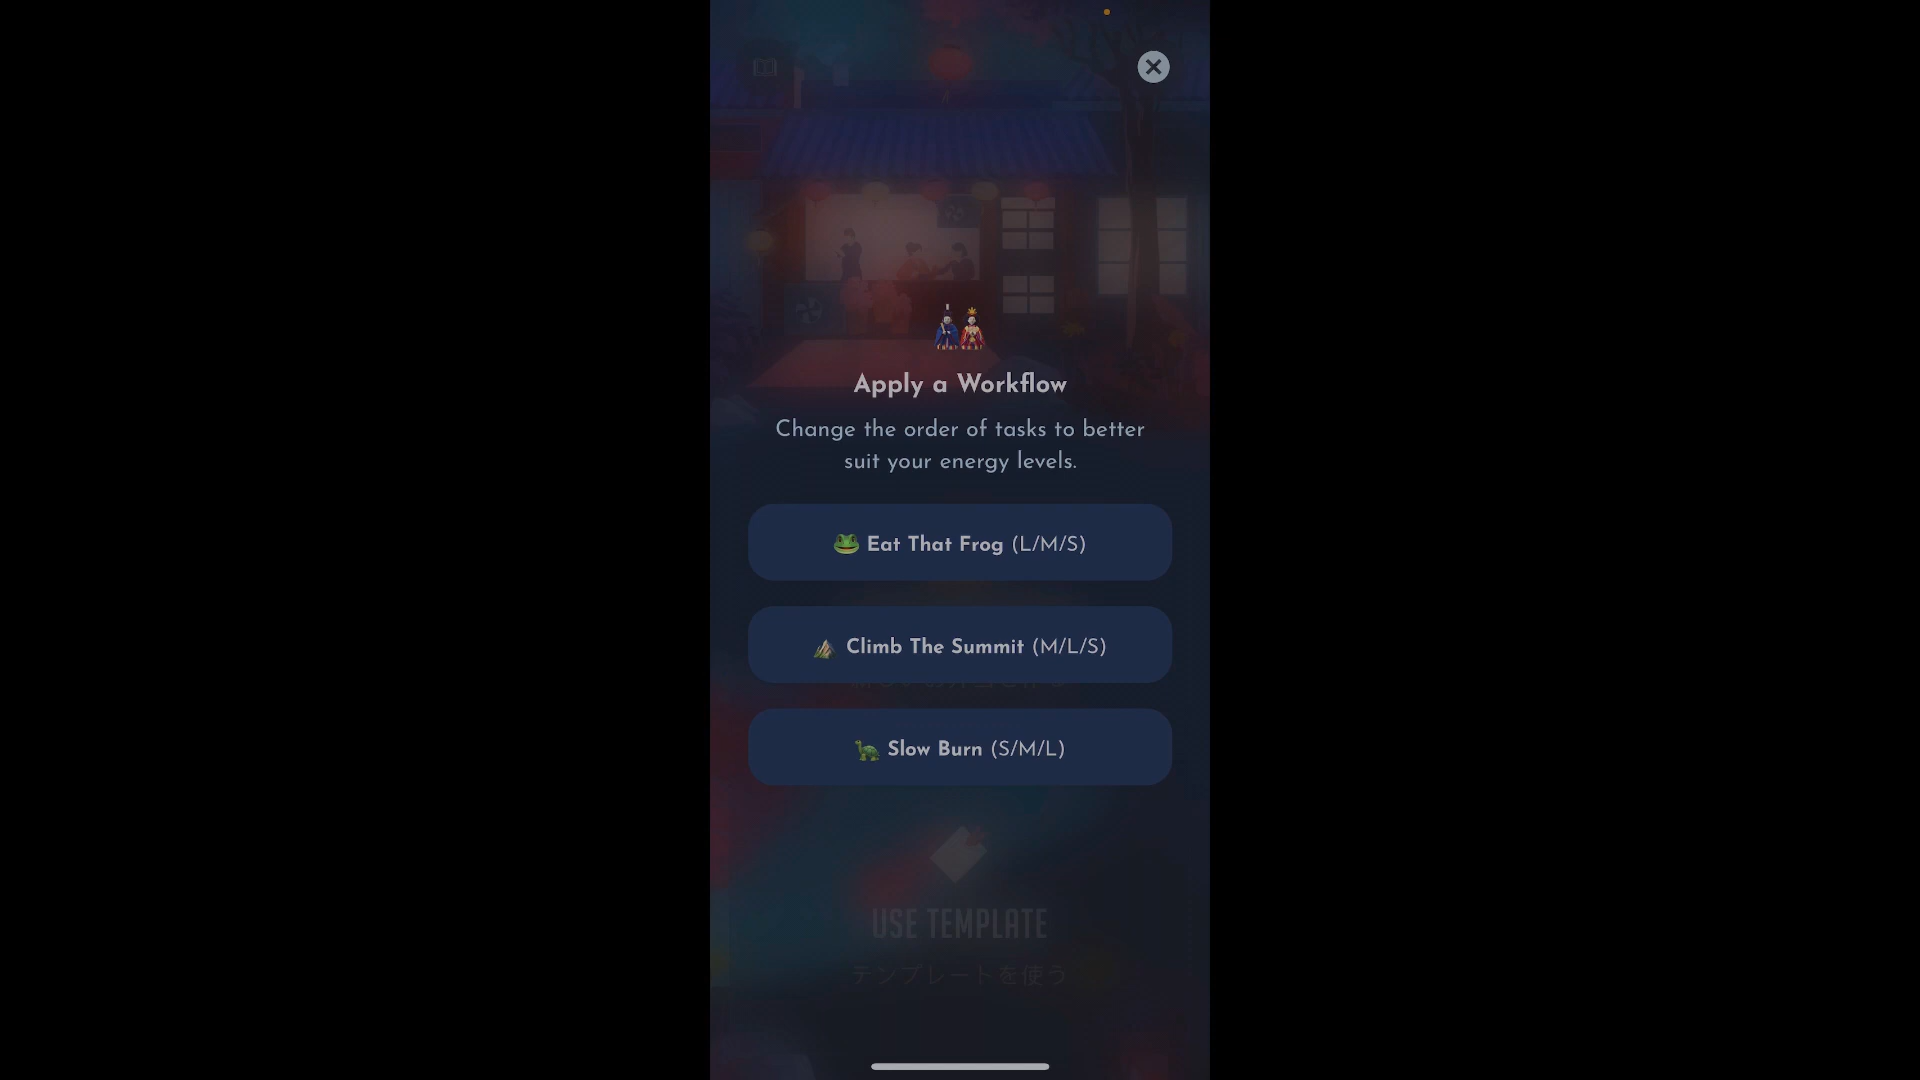 Apply a Workflow
Change the order of tasks to better
suit your energy levels.
🐸 Eat That Frog (L/M/S)
⛰️ Climb The Summit (M/L/S)
🦕 Slow Burn (S/M/L)
USE TEMPLATE
テンプレートを使う